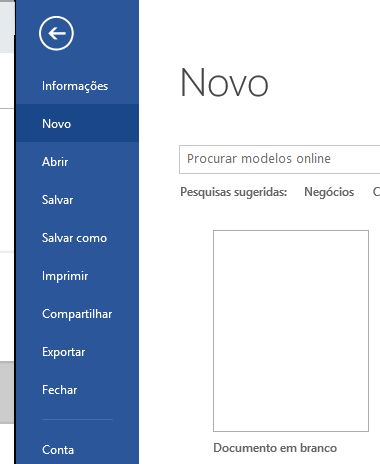 Informações
Novo
Abrir
Salvar
Salvar como
Imprimir
Compartilhar
Exportar
Fechar
Conta
Novo
Procurar modelos online
Pesquisas sugeridas: Negócios C
Documento em branco